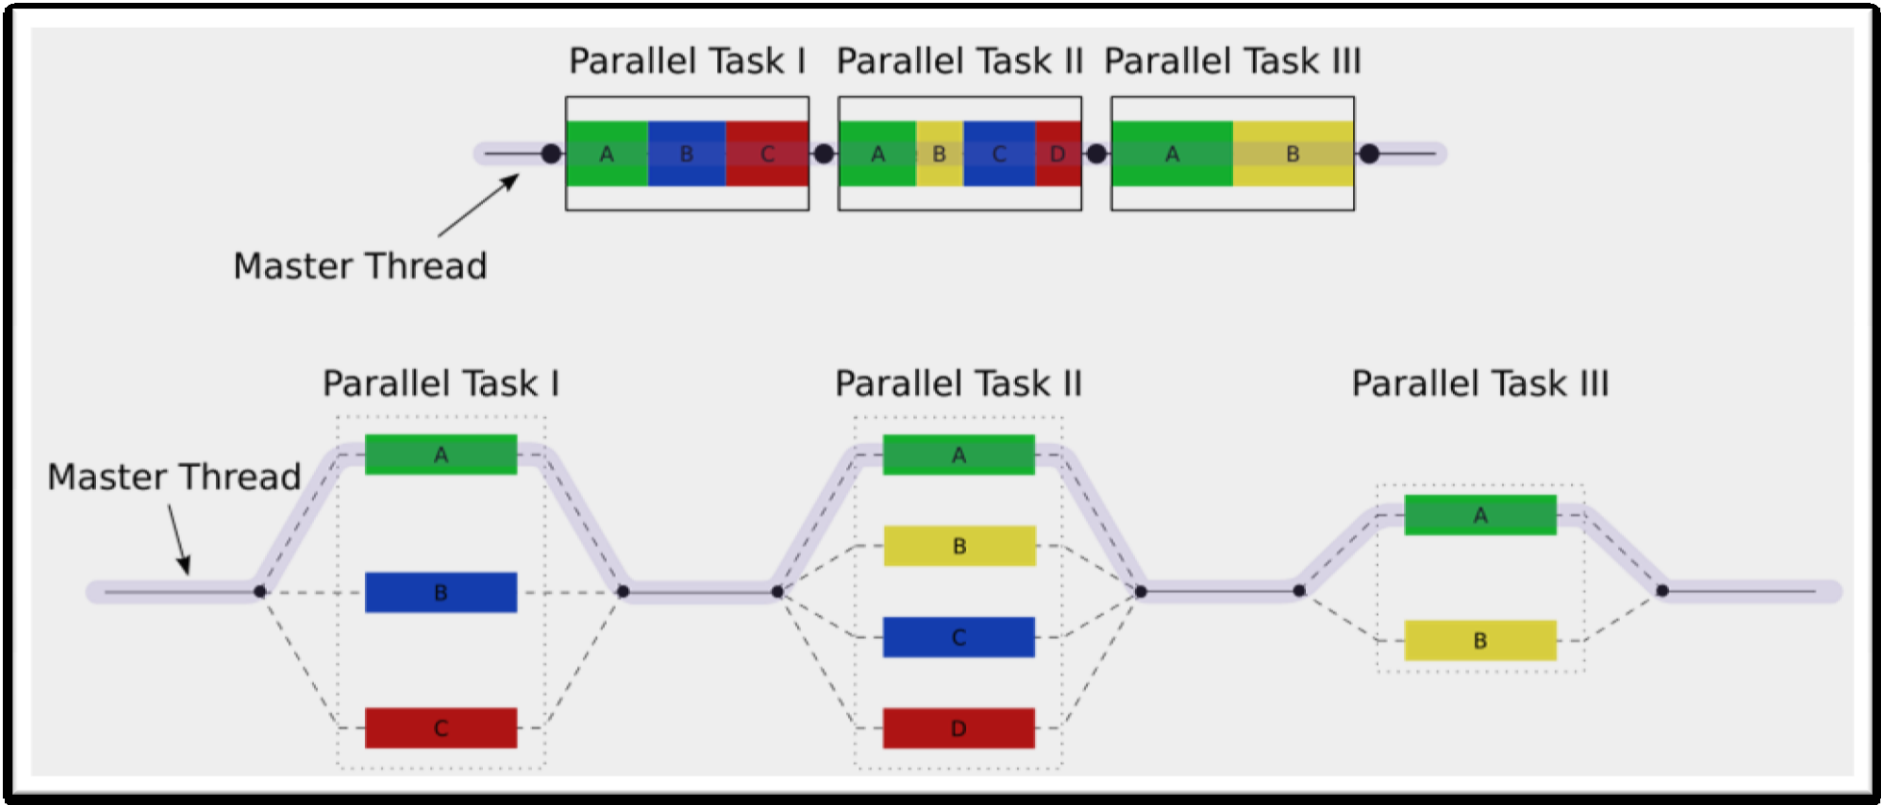 Parallel Task I Parallel Task II Parallel Task III
A B C A B C D A B
Master Thread
Parallel Task I Parallel Task II Parallel Task III
A A
Master Thread
A
B
B
C
B
C D